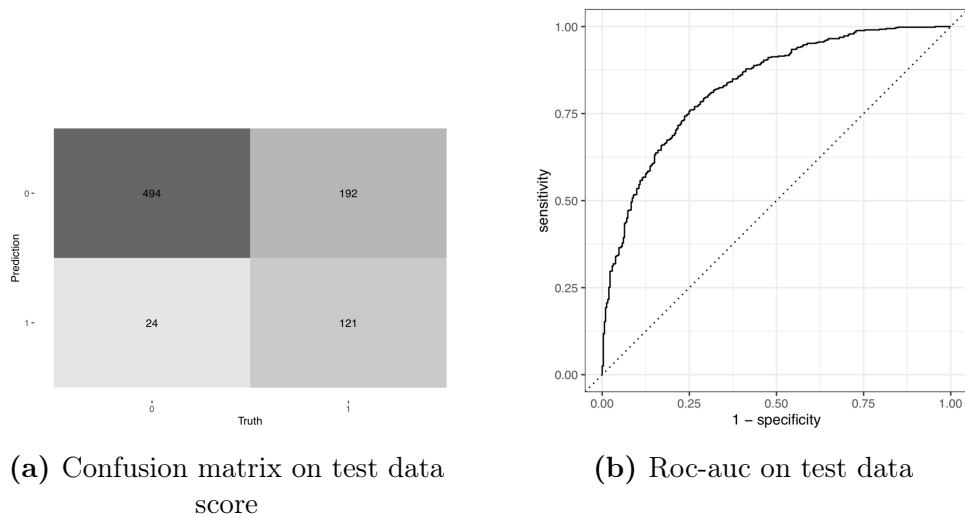 0 -
494
192
Prediction
1 -
24
121
0
1
Truth
(a) Confusion matrix on test data
score
1.00
0.75
0.50
0.25
0.00
sensitivity
0.00
0.25
0.50
0.75
1.00
1 − specificity
(b) Roc-auc on test data